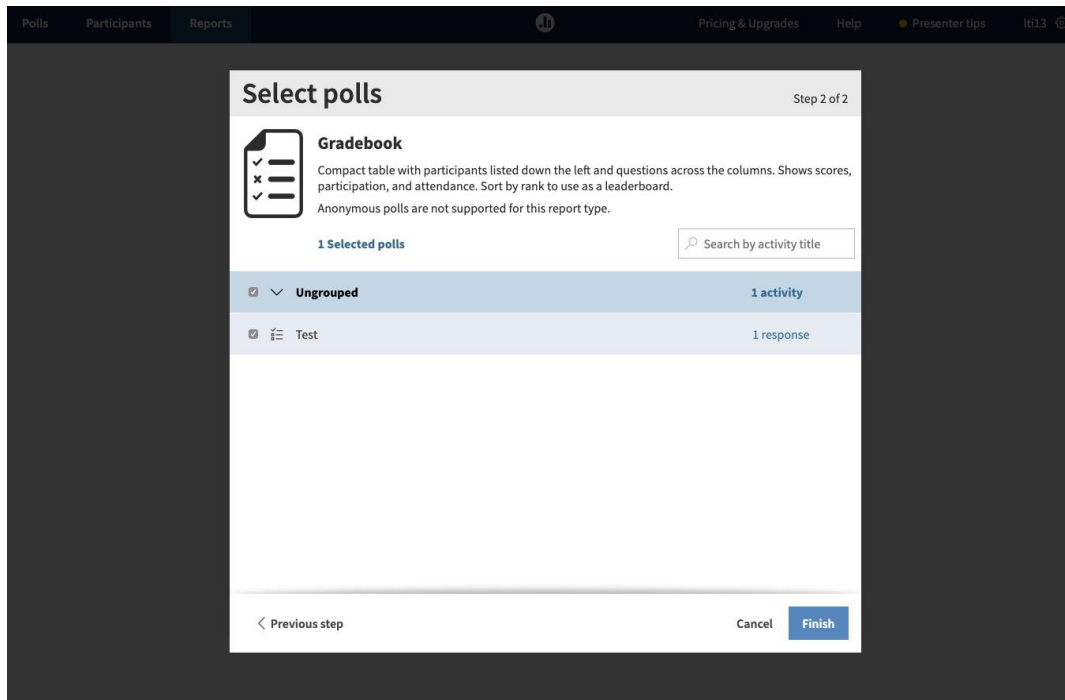 Polls Participants Reports Pricing & Upgrades Help Presenter tips lti13
Select polls
Step 2 of 2
Gradebook
Compact table with participants listed down the left and questions across the columns. Shows scores,
participation, and attendance. Sort by rank to use as a leaderboard.
Anonymous polls are not supported for this report type.
1 Selected polls
Search by activity title
Ungrouped 1 activity
Test 1 response
Previous step Cancel Finish